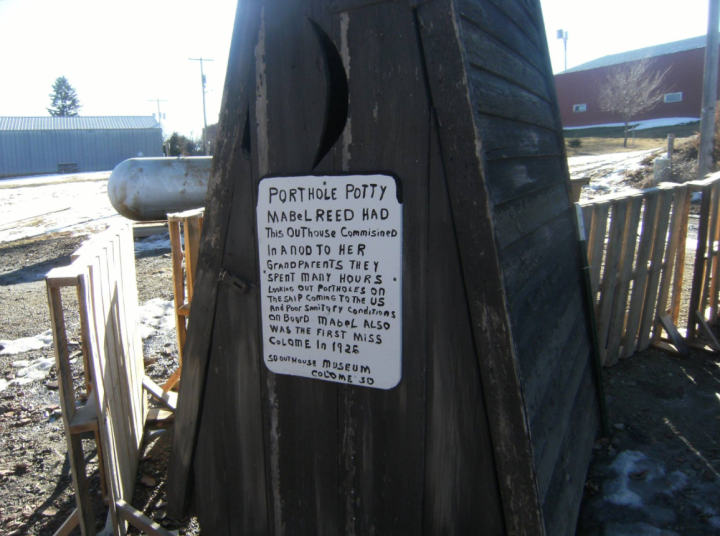 PORTHOLE POTTY
MABEL REED HAD
THIS OUTHOUSE COMMISINED
IN A NOD TO HER
GRANDPARENTS THEY
SPENT MANY HOURS
LOOKING OUT PORTHOLES ON
THE SHIP COMING TO THE US
AND POOR SANITARY CONDITIONS
ON BOARD MABEL ALSO
WAS THE FIRST MISS
COLOME IN 1926
SD OUTHOUSE MUSEUM
COLOME SD